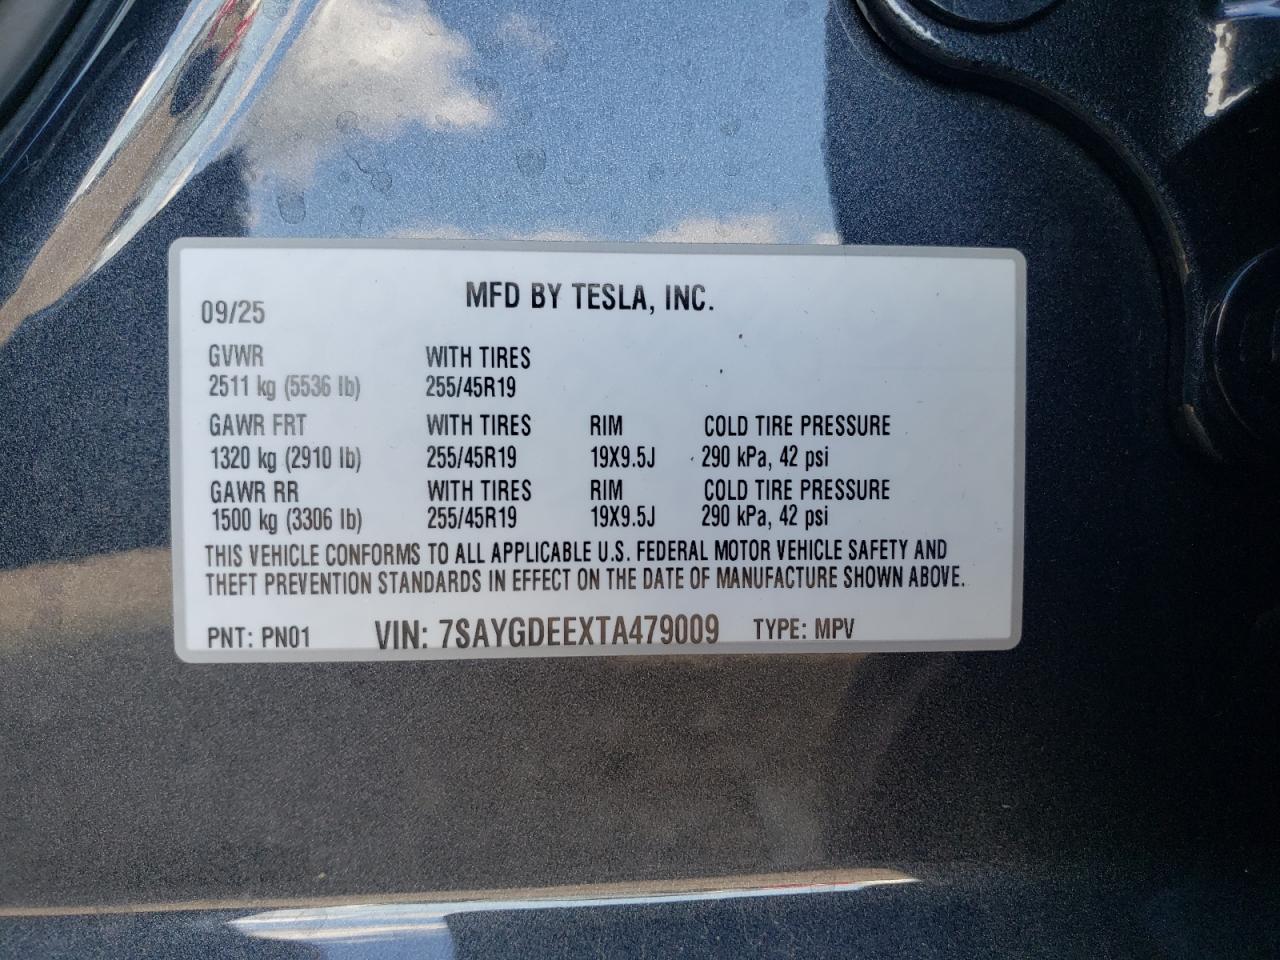 MFD BY TESLA, INC.
09/25
GVWR WITH TIRES
2511 kg (5536 lb) 255/45R19
GAWR FRT WITH TIRES RIM COLD TIRE PRESSURE
1320 kg (2910 lb) 255/45R19 19X9.5J 290 kPa, 42 psi
GAWR RR WITH TIRES RIM COLD TIRE PRESSURE
1500 kg (3306 lb) 255/45R19 19X9.5J 290 kPa, 42 psi
THIS VEHICLE CONFORMS TO ALL APPLICABLE U.S. FEDERAL MOTOR VEHICLE SAFETY AND
THEFT PREVENTION STANDARDS IN EFFECT ON THE DATE OF MANUFACTURE SHOWN ABOVE.
PNT: PN01 VIN: 7SAYGDEEXTA479009 TYPE: MPV